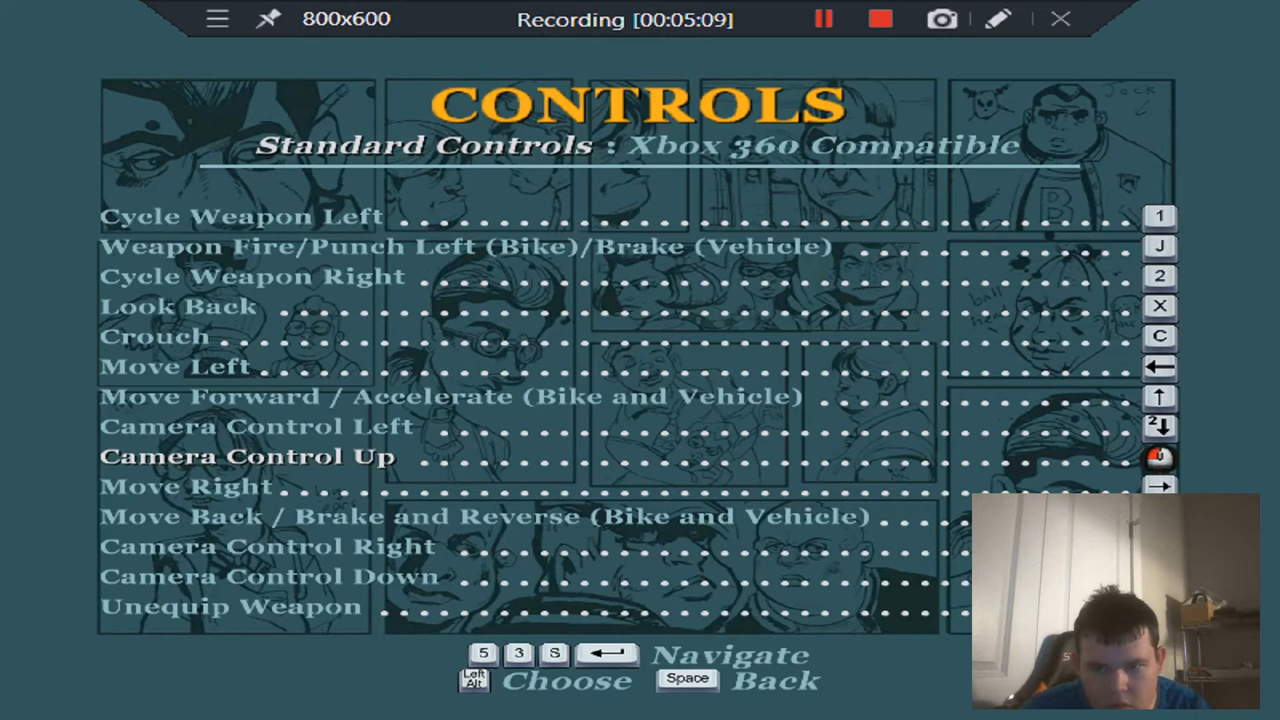 800x600 Recording [00:05:09]
Jock
CONTROLS
Standard Controls : Xbox 360 Compatible
B
Cycle Weapon Left 1
Weapon Fire/Punch Left (Bike)/Brake (Vehicle) J
Cycle Weapon Right 2
Look Back X
Crouch C
Move Left ←
Move Forward / Accelerate (Bike and Vehicle) ↑
Camera Control Left 2↓
Camera Control Up
Move Right →
Move Back / Brake and Reverse (Bike and Vehicle)
Camera Control Right
Camera Control Down
Unequip Weapon
5 3 S Navigate
Left Alt Choose Space Back